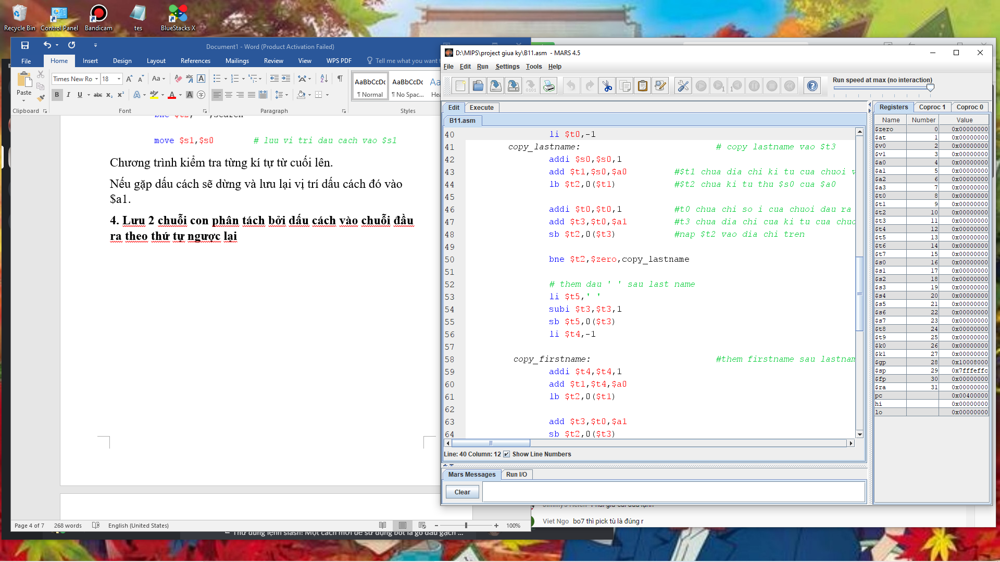 Recycle Bin
Control Panel
Bandicam
tes
BlueStacks X
Document1 - Word (Product Activation Failed)
File Home Insert Design Layout References Mailings Review View WPS PDF Tell me what you want
Paste
Times New Ro 18
Clipboard Font Paragraph Styles
AaBbCcDc AaBbCcDc
¶ Normal ¶ No Spac...
move $s1,$s0 # luu vi tri dau cach vao $s1
Chương trình kiểm tra từng kí tự từ cuối lên.
Nếu gặp dấu cách sẽ dừng và lưu lại vị trí dấu cách đó vào
$a1.
4. Lưu 2 chuỗi con phân tách bởi dấu cách vào chuỗi đầu
ra theo thứ tự ngược lại
Page 4 of 7 268 words English (United States) 100%
D:\MIPS\project giua ky\B11.asm - MARS 4.5
File Edit Run Settings Tools Help
Run speed at max (no interaction)
Edit Execute
B11.asm
40 li $t0,-1
41 copy_lastname: # copy lastname vao $t3
42 addi $s0,$s0,1
43 add $t1,$s0,$a0 #$t1 chua dia chi ki tu cua chuoi v
44 lb $t2,0($t1) #$t2 chua ki tu thu $s0 cua $a0
45
46 addi $t0,$t0,1 #t0 chua chi so i cua chuoi dau ra
47 add $t3,$t0,$a1 #t3 chua dia chi cua ki tu cua chuo
48 sb $t2,0($t3) #nap $t2 vao dia chi tren
49
50 bne $t2,$zero,copy_lastname
51
52 # them dau ' ' sau last name
53 li $t5,' '
54 subi $t3,$t3,1
55 sb $t5,0($t3)
56 li $t4,-1
57
58 copy_firstname: #them firstname sau lastnam
59 addi $t4,$t4,1
60 add $t1,$t4,$a0
61 lb $t2,0($t1)
62
63 add $t3,$t0,$a1
64 sb $t2,0($t3)
Line: 40 Column: 12 Show Line Numbers
Mars Messages Run I/O
Clear
Registers Coproc 1 Coproc 0
Name Number Value
$zero 0 0x00000000
$at 1 0x00000000
$v0 2 0x00000000
$v1 3 0x00000000
$a0 4 0x00000000
$a1 5 0x00000000
$a2 6 0x00000000
$a3 7 0x00000000
$t0 8 0x00000000
$t1 9 0x00000000
$t2 10 0x00000000
$t3 11 0x00000000
$t4 12 0x00000000
$t5 13 0x00000000
$t6 14 0x00000000
$t7 15 0x00000000
$s0 16 0x00000000
$s1 17 0x00000000
$s2 18 0x00000000
$s3 19 0x00000000
$s4 20 0x00000000
$s5 21 0x00000000
$s6 22 0x00000000
$s7 23 0x00000000
$t8 24 0x00000000
$t9 25 0x00000000
$k0 26 0x00000000
$k1 27 0x00000000
$gp 28 0x10008000
$sp 29 0x7fffeffc
$fp 30 0x00000000
$ra 31 0x00000000
pc 0x00400000
hi 0x00000000
lo 0x00000000
Viet Ngo bo7 thì pick tù là đúng r